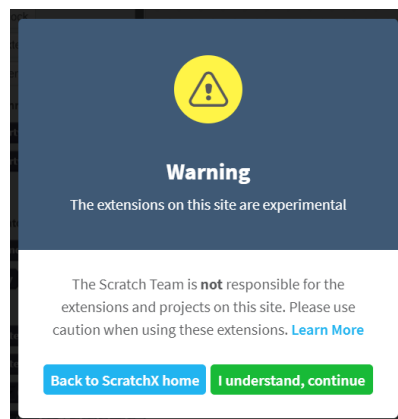 Warning
The extensions on this site are experimental
The Scratch Team is not responsible for the
extensions and projects on this site. Please use
caution when using these extensions. Learn More
Back to ScratchX home I understand, continue